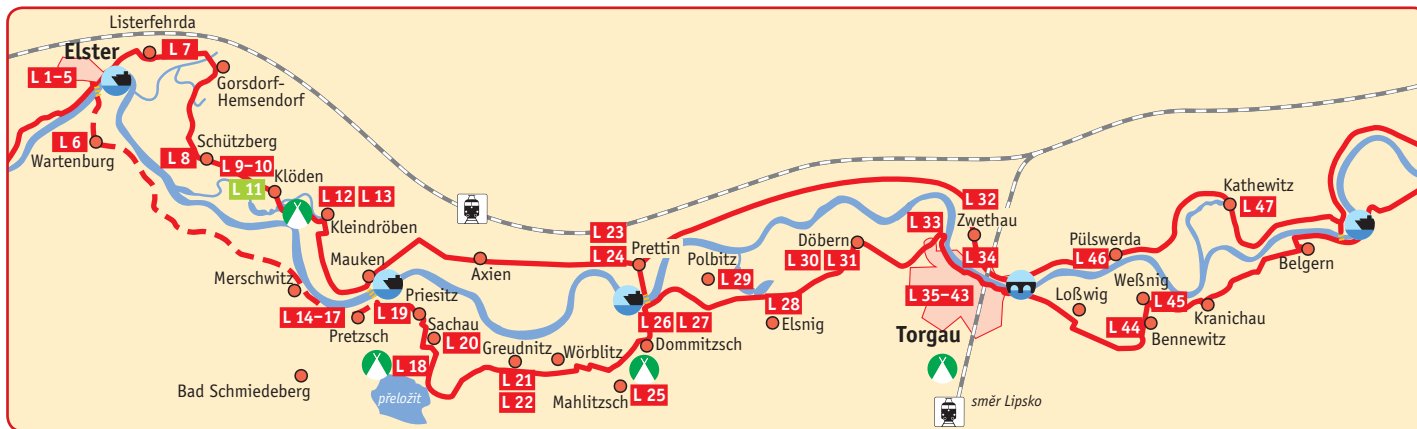 Listerfehrda
Elster
L 7
L 1–5
Gorsdorf-
Hemsendorf
L 6
Wartenburg
Schützberg
L 8
L 9–10
Klöden
L 11
L 12
L 13
Kleindröben
Mauken
Merschwitz
L 14–17
Pretzsch
Priesitz
L 19
Sachau
L 20
L 18
Bad Schmiedeberg
přeložit
Axien
Greudnitz
Wörblitz
L 21
L 22
Mahlitzsch
L 25
L 23
L 24
Prettin
L 26
L 27
Dommitzsch
Polbitz
L 29
Döbern
L 30
L 31
L 28
Elsnig
L 32
L 33
Zwethau
L 34
L 35–43
Torgau
směr Lipsko
Pülswerda
L 46
Kathewitz
L 47
Loßwig
Weßnig
L 45
L 44
Bennewitz
Kranichau
Belgern